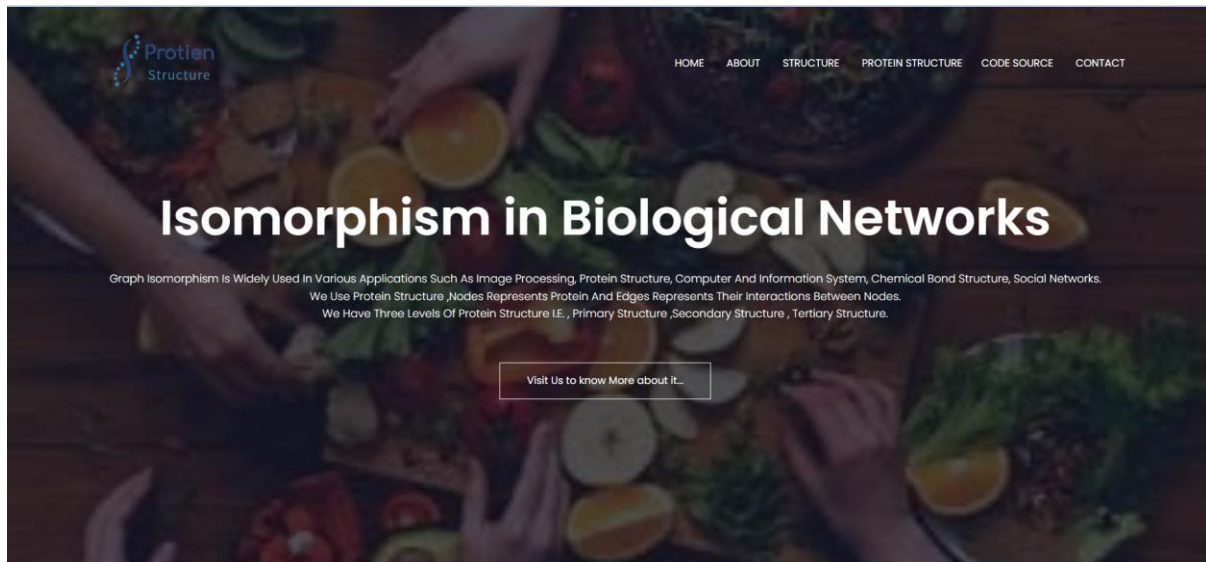 Protien
Structure
HOME ABOUT STRUCTURE PROTEIN STRUCTURE CODE SOURCE CONTACT
Isomorphism in Biological Networks
Graph Isomorphism Is Widely Used In Various Applications Such As Image Processing, Protein Structure, Computer And Information System, Chemical Bond Structure, Social Networks.
We Use Protein Structure ,Nodes Represents Protein And Edges Represents Their Interactions Between Nodes.
We Have Three Levels Of Protein Structure I.E. , Primary Structure ,Secondary Structure , Tertiary Structure.
Visit Us to know More about it...